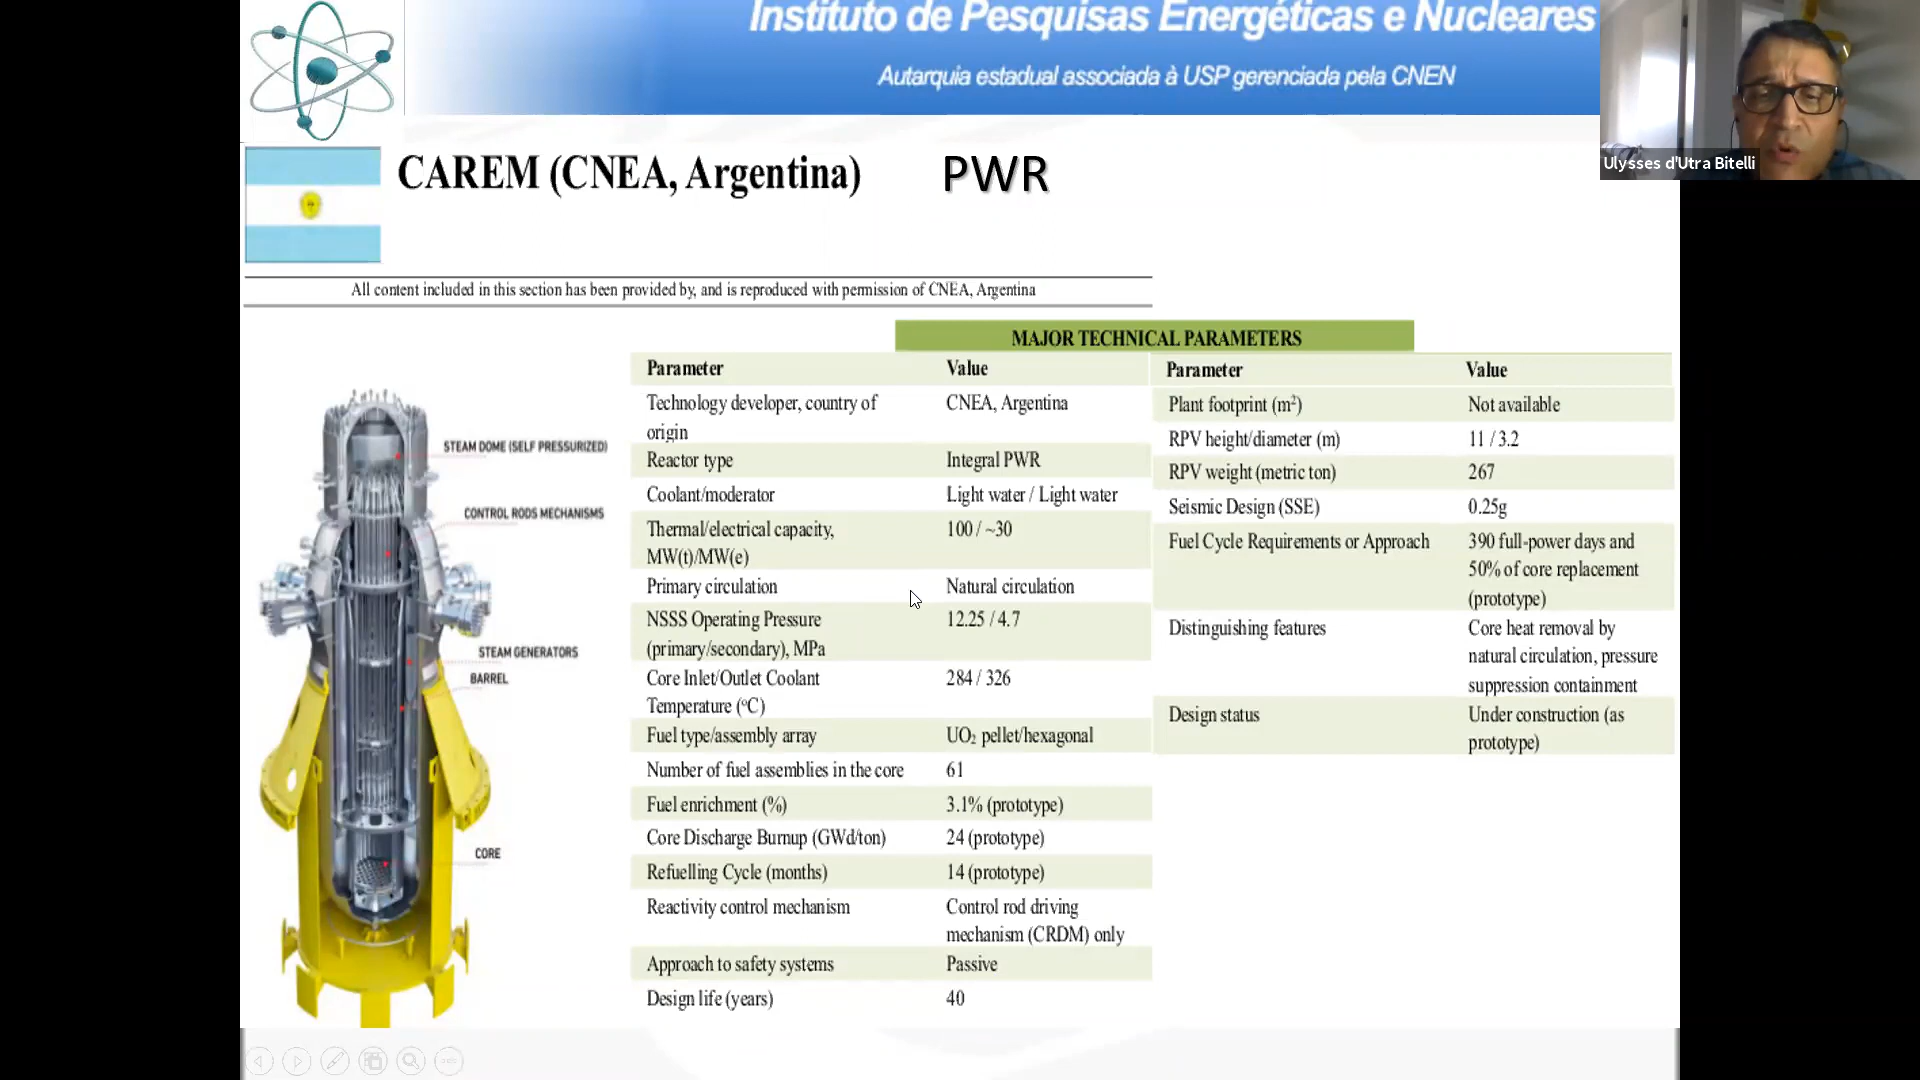 Instituto de Pesquisas Energéticas e Nucleares
Autarquia estadual associada à USP gerenciada pela CNEN
Ulysses d'Utra Bitelli
CAREM (CNEA, Argentina) PWR
All content included in this section has been provided by, and is reproduced with permission of CNEA, Argentina
STEAM DOME (SELF PRESSURIZED)
CONTROL RODS MECHANISMS
STEAM GENERATORS
BARREL
CORE
MAJOR TECHNICAL PARAMETERS
Parameter Value
Technology developer, country of CNEA, Argentina
origin
Reactor type Integral PWR
Coolant/moderator Light water / Light water
Thermal/electrical capacity, 100 / ~30
MW(t)/MW(e)
Primary circulation Natural circulation
NSSS Operating Pressure 12.25 / 4.7
(primary/secondary), MPa
Core Inlet/Outlet Coolant 284 / 326
Temperature (°C)
Fuel type/assembly array UO₂ pellet/hexagonal
Number of fuel assemblies in the core 61
Fuel enrichment (%) 3.1% (prototype)
Core Discharge Burnup (GWd/ton) 24 (prototype)
Refuelling Cycle (months) 14 (prototype)
Reactivity control mechanism Control rod driving
mechanism (CRDM) only
Approach to safety systems Passive
Design life (years) 40
Parameter Value
Plant footprint (m²) Not available
RPV height/diameter (m) 11 / 3.2
RPV weight (metric ton) 267
Seismic Design (SSE) 0.25g
Fuel Cycle Requirements or Approach 390 full-power days and
50% of core replacement
(prototype)
Distinguishing features Core heat removal by
natural circulation, pressure
suppression containment
Design status Under construction (as
prototype)